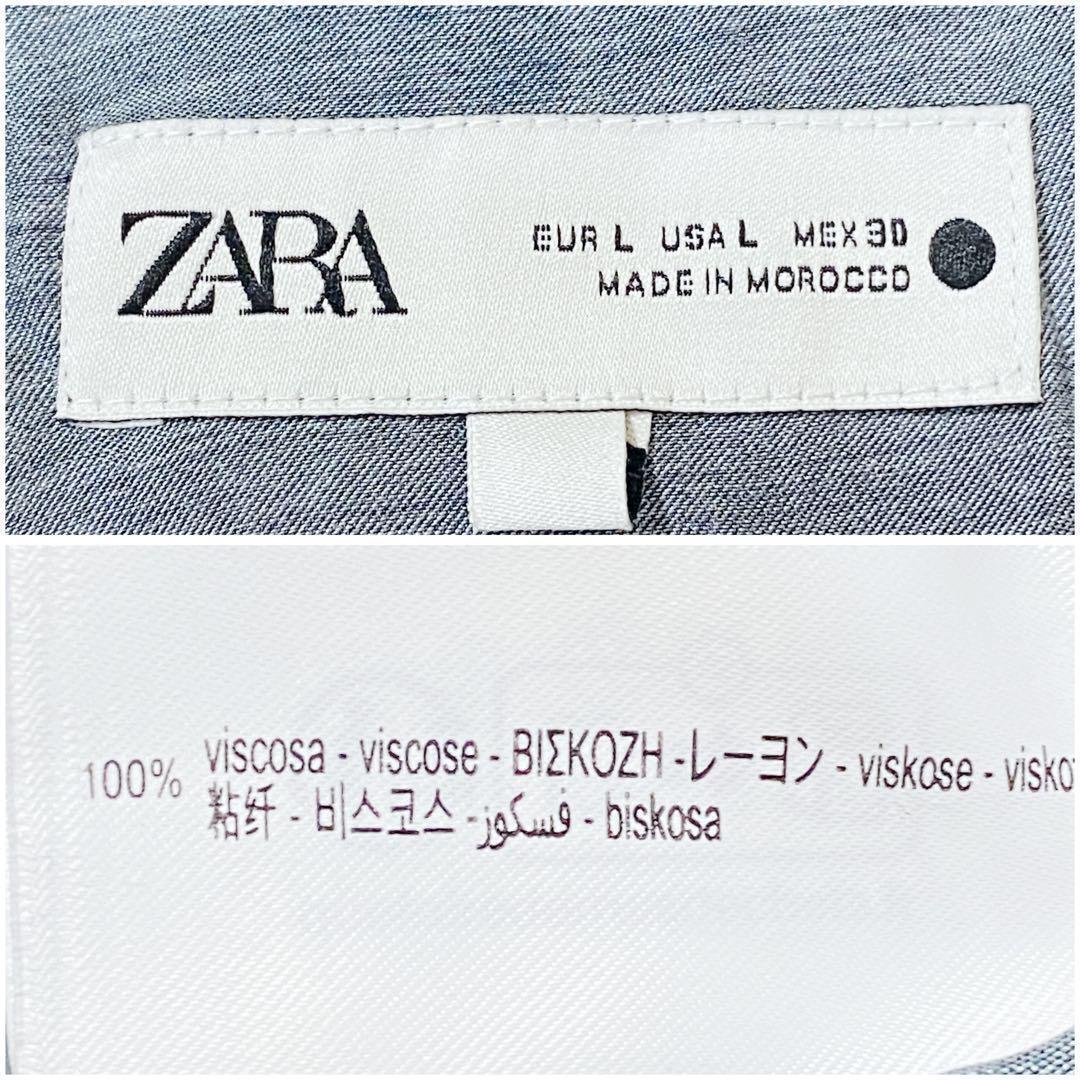 ZARA
EUR L USA L MEX 30
MADE IN MOROCCO
100% viscosa - viscose - ΒΙΣΚΟΖΗ - レーヨン - viskose -
粘纤 - 비스코스 - فسكوز - biskosa